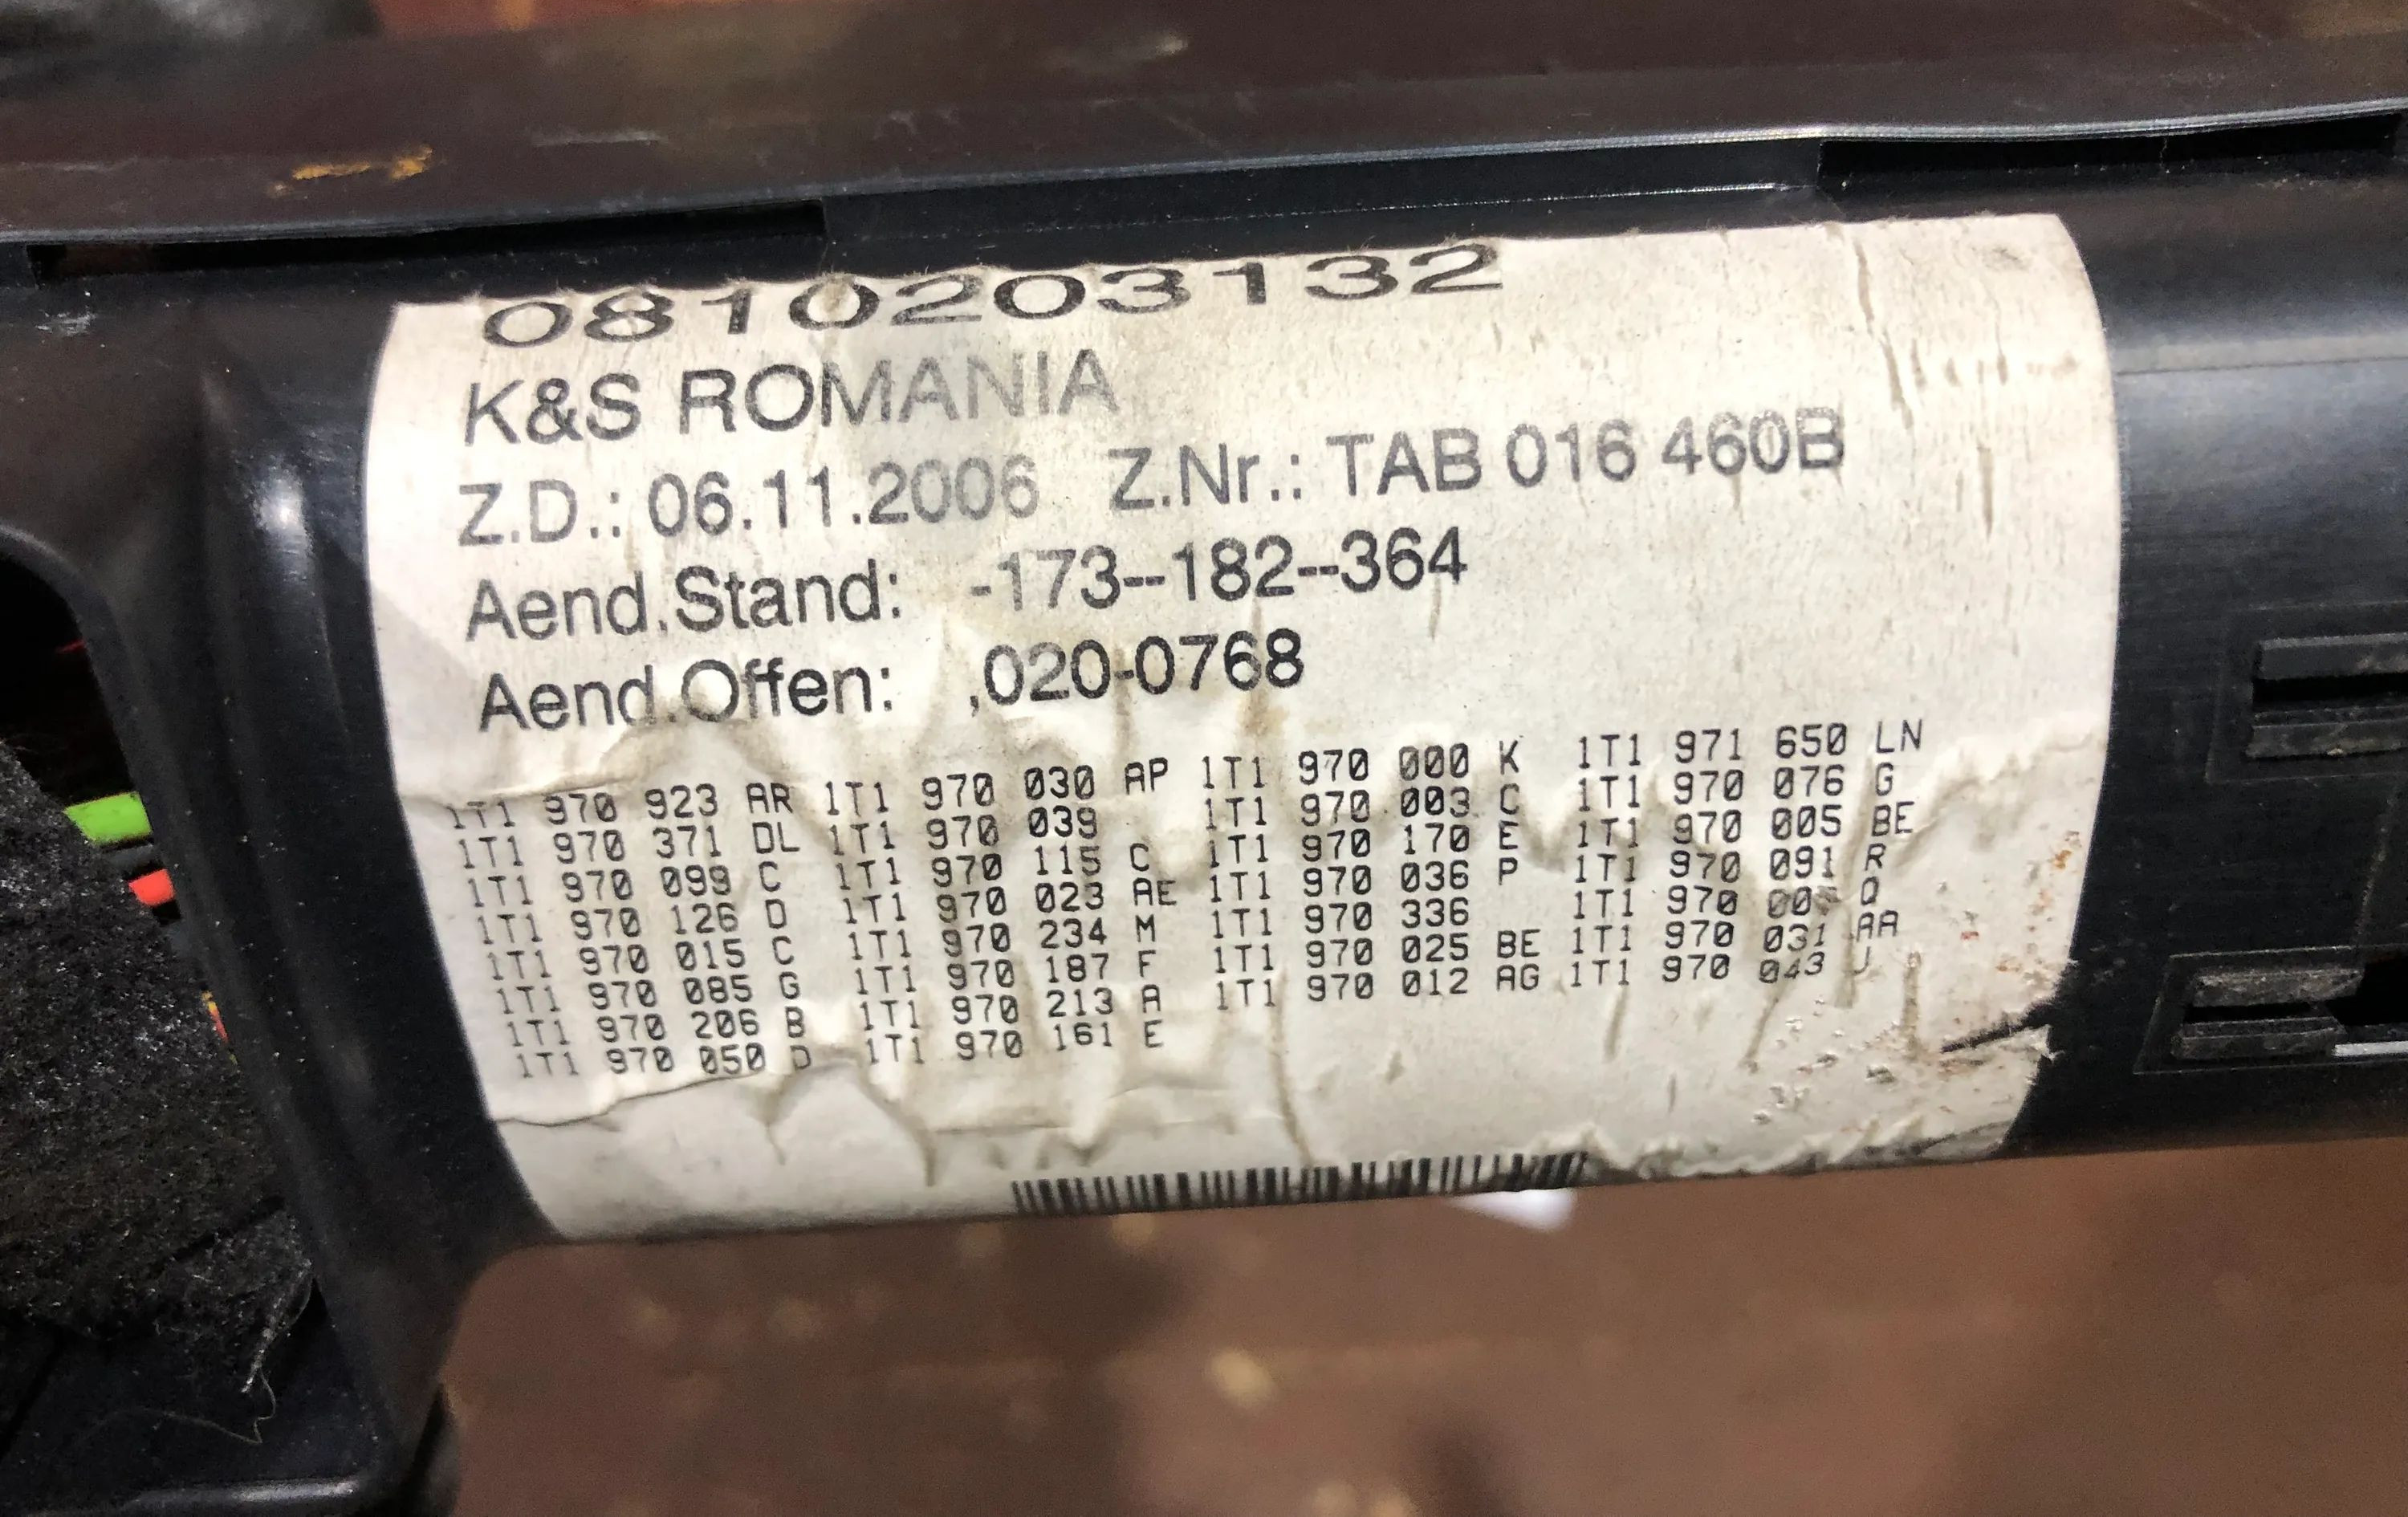 0810203132
K&S ROMANIA
Z.D.: 06.11.2006 Z.Nr.: TAB 016 460B
Aend.Stand: -173--182--364
Aend.Offen: ,020-0768
1T1 970 923 AR 1T1 970 030 AP 1T1 970 000 K 1T1 971 650 LN
1T1 970 371 DL 1T1 970 039 1T1 970 003 C 1T1 970 076 G
1T1 970 099 C 1T1 970 115 C 1T1 970 170 E 1T1 970 005 BE
1T1 970 126 D 1T1 970 023 AE 1T1 970 036 P 1T1 970 091 R
1T1 970 015 C 1T1 970 234 M 1T1 970 336 1T1 970 Q
1T1 970 085 G 1T1 970 187 F 1T1 970 025 BE 1T1 970 031 AA
1T1 970 206 B 1T1 970 213 A 1T1 970 012 AG 1T1 970 043 J
1T1 970 050 D 1T1 970 161 E